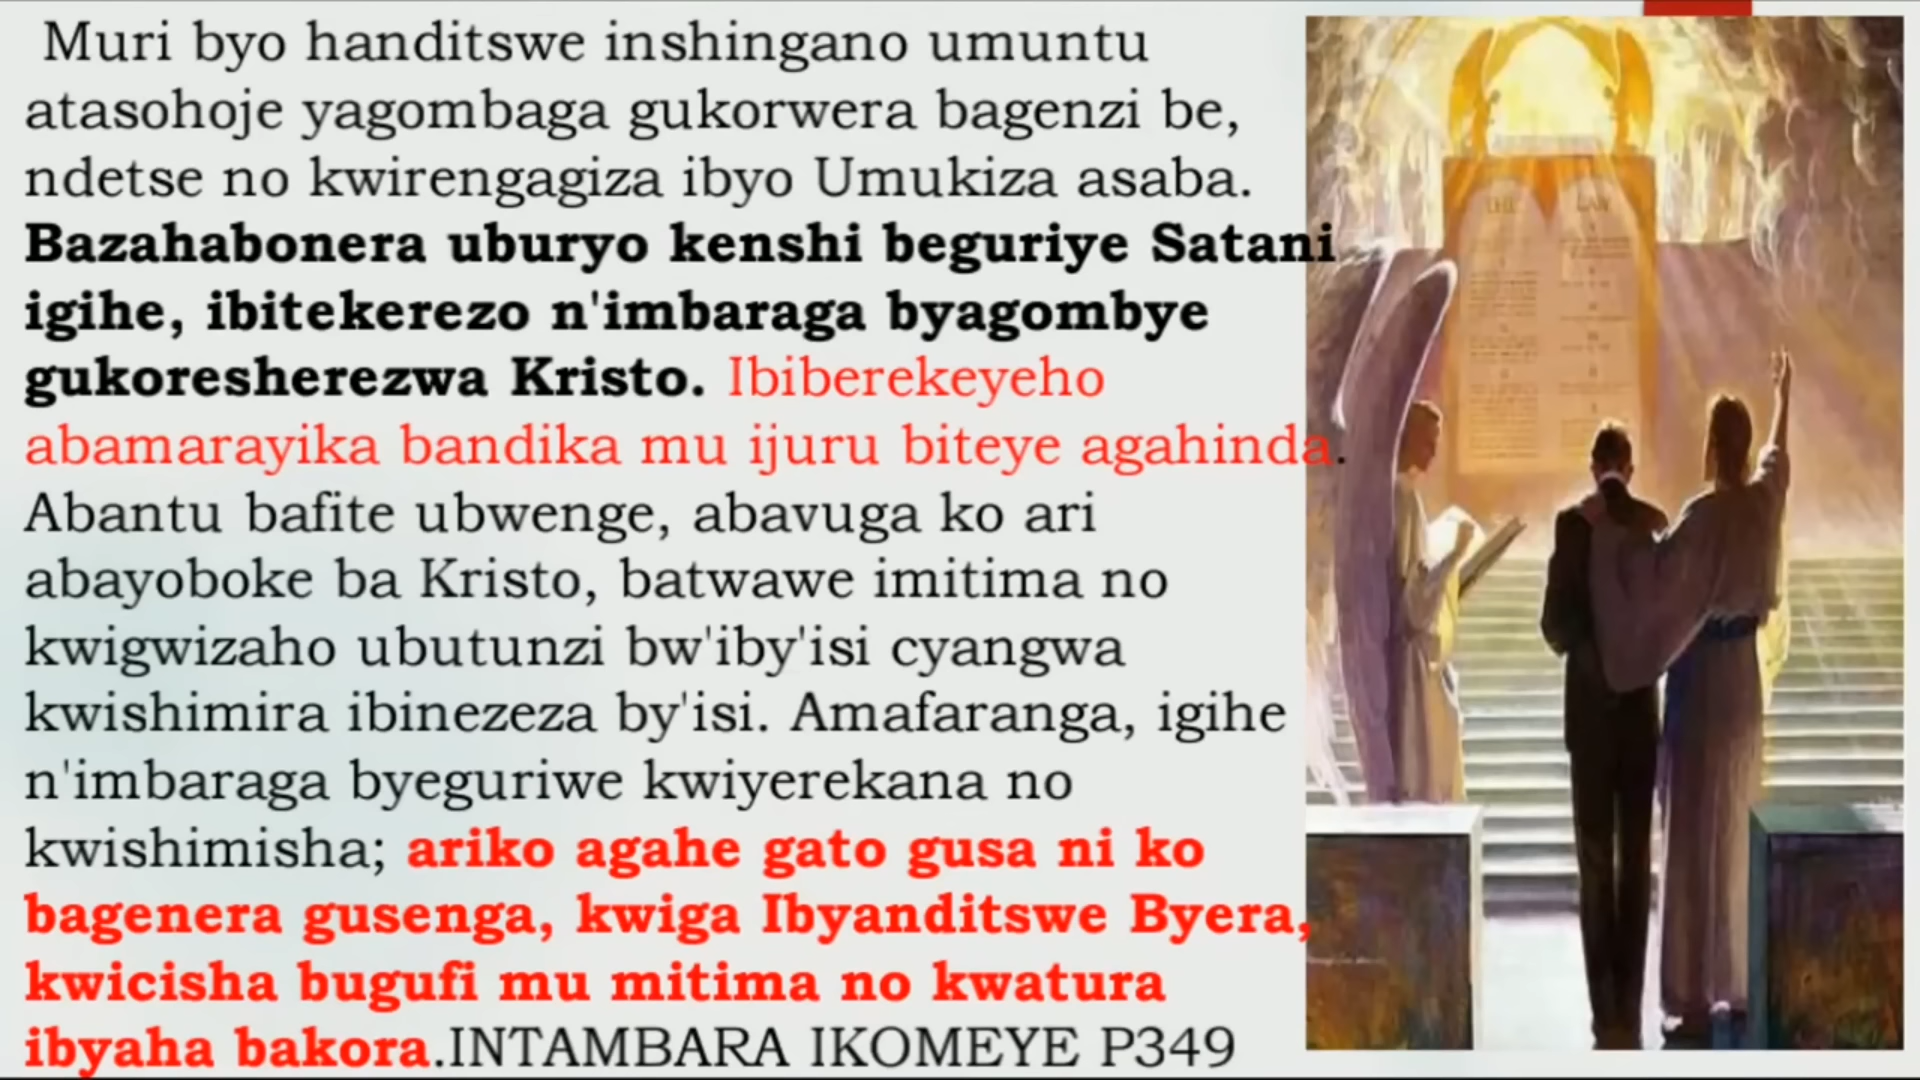 Muri byo handitswe inshingano umuntu
atasohoje yagombaga gukorwera bagenzi be,
ndetse no kwirengagiza ibyo Umukiza asaba.
Bazahabonera uburyo kenshi beguriye Satani
igihe, ibitekerezo n'imbaraga byagombye
gukoresherezwa Kristo. Ibiberekeyeho
abamarayika bandika mu ijuru biteye agahinda.
Abantu bafite ubwenge, abavuga ko ari
abayoboke ba Kristo, batwawe imitima no
kwigwizaho ubutunzi bw'iby'isi cyangwa
kwishimira ibinezeza by'isi. Amafaranga, igihe
n'imbaraga byeguriwe kwiyerekana no
kwishimisha; ariko agahe gato gusa ni ko
bagenera gusenga, kwiga Ibyanditswe Byera,
kwicisha bugufi mu mitima no kwatura
ibyaha bakora.INTAMBARA IKOMEYE P349
THE LAW